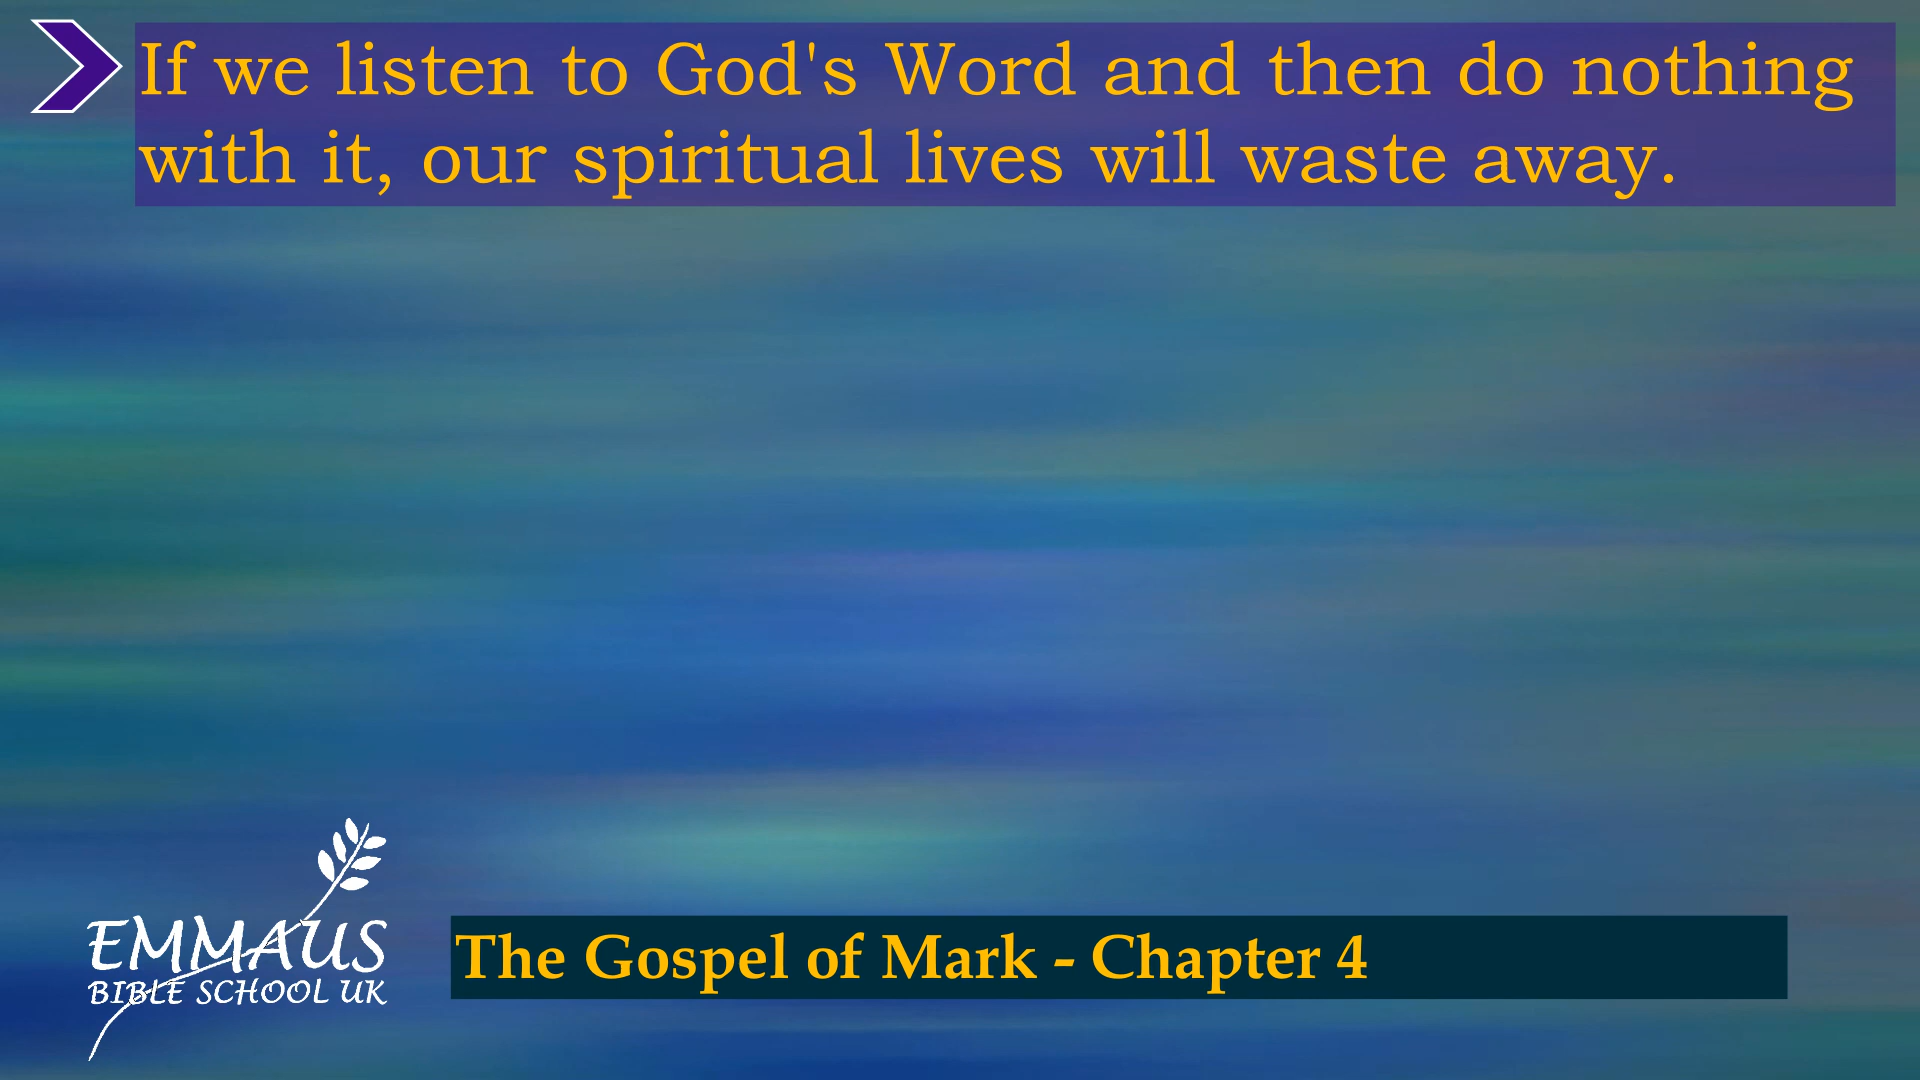 If we listen to God's Word and then do nothing
with it, our spiritual lives will waste away.
EMMAUS
BIBLE SCHOOL UK
The Gospel of Mark - Chapter 4